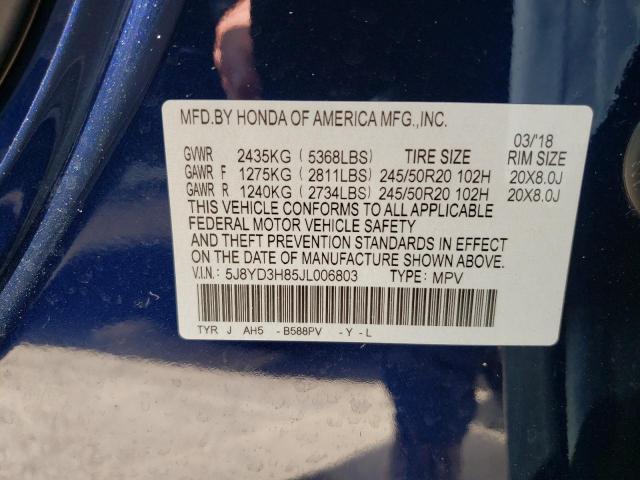 MFD.BY HONDA OF AMERICA MFG.,INC.
03/'18
GVWR 2435KG (5368LBS) TIRE SIZE RIM SIZE
GAWR F 1275KG (2811LBS) 245/50R20 102H 20X8.0J
GAWR R 1240KG (2734LBS) 245/50R20 102H 20X8.0J
THIS VEHICLE CONFORMS TO ALL APPLICABLE
FEDERAL MOTOR VEHICLE SAFETY
AND THEFT PREVENTION STANDARDS IN EFFECT
ON THE DATE OF MANUFACTURE SHOWN ABOVE.
V.I.N.: 5J8YD3H85JL006803 TYPE: MPV
TYR J AH5 - B588PV - Y - L